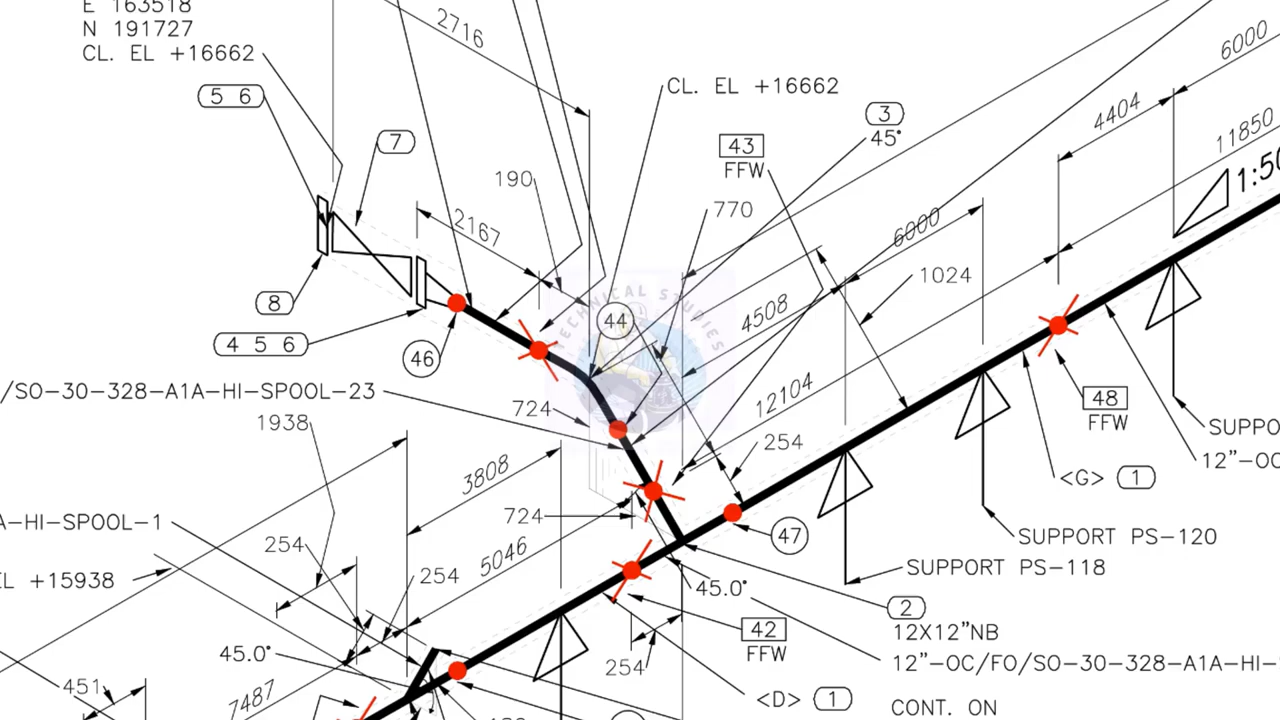 E 163518
N 191727
CL. EL +16662
2716
CL. EL +16662
6000
4404
11850
1:50
5 6
7
3
45°
43
FFW
190
770
2167
6000
1024
8
4508
44
TECHNICAL STUDIES
4 5 6
46
/SO-30-328-A1A-HI-SPOOL-23
724
12104
48
FFW
1938
254
3808
<G> 1
SUPPO
12"-OC
A-HI-SPOOL-1
724
47
SUPPORT PS-120
254
5046
EL +15938
254
45.0°
SUPPORT PS-118
2
42
FFW
12X12"NB
45.0°
254
12"-OC/FO/SO-30-328-A1A-HI-
451
7487
<D> 1
CONT. ON